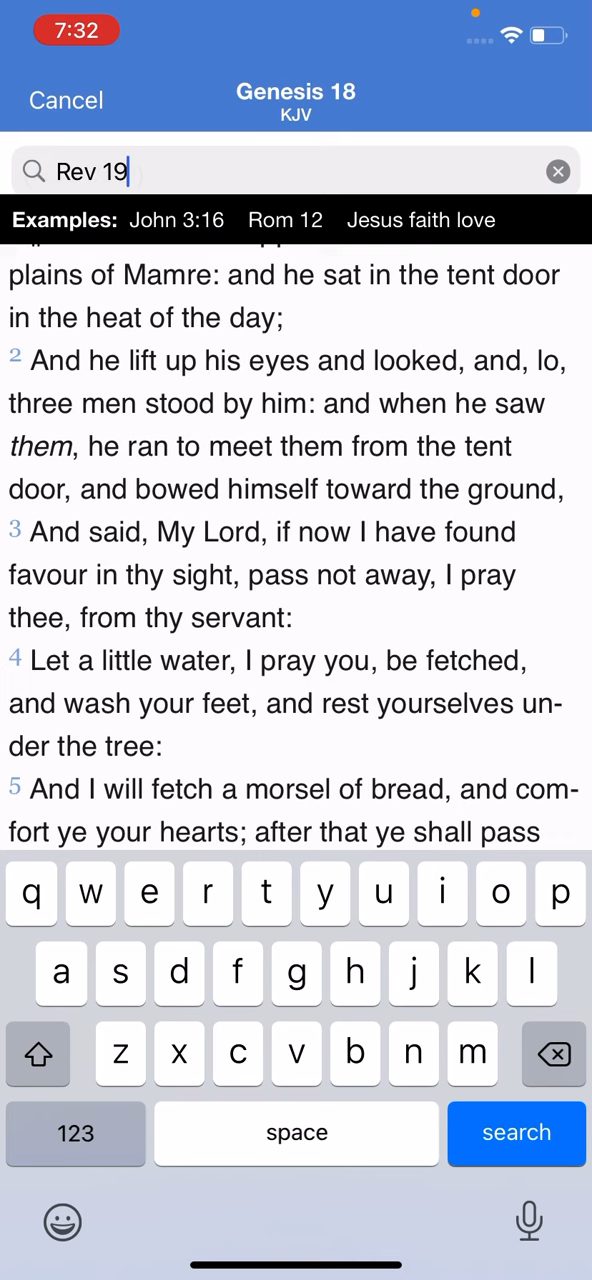 7:32
Cancel
Genesis 18
KJV
Rev 19
Examples: John 3:16 Rom 12 Jesus faith love
plains of Mamre: and he sat in the tent door
in the heat of the day;
2 And he lift up his eyes and looked, and, lo,
three men stood by him: and when he saw
them, he ran to meet them from the tent
door, and bowed himself toward the ground,
3 And said, My Lord, if now I have found
favour in thy sight, pass not away, I pray
thee, from thy servant:
4 Let a little water, I pray you, be fetched,
and wash your feet, and rest yourselves un-
der the tree:
5 And I will fetch a morsel of bread, and com-
fort ye your hearts; after that ye shall pass
q w e r t y u i o p
a s d f g h j k l
z x c v b n m
123 space search